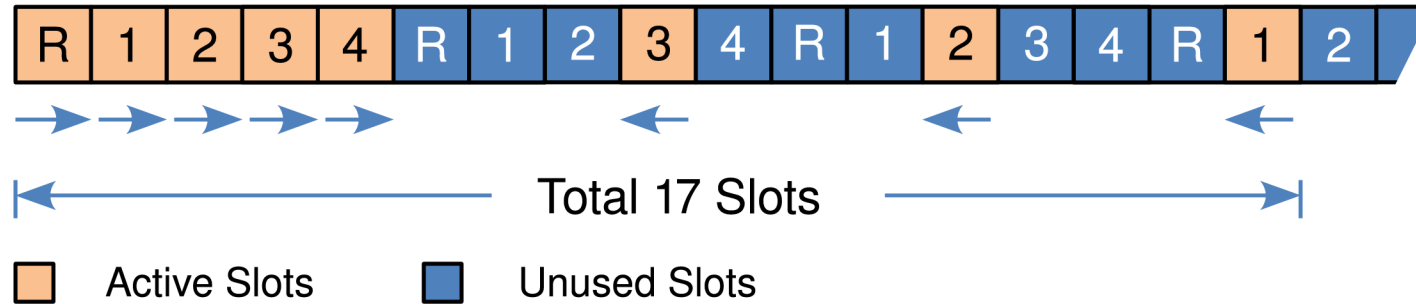 R 1 2 3 4 R 1 2 3 4 R 1 2 3 4 R 1 2
Total 17 Slots
Active Slots Unused Slots